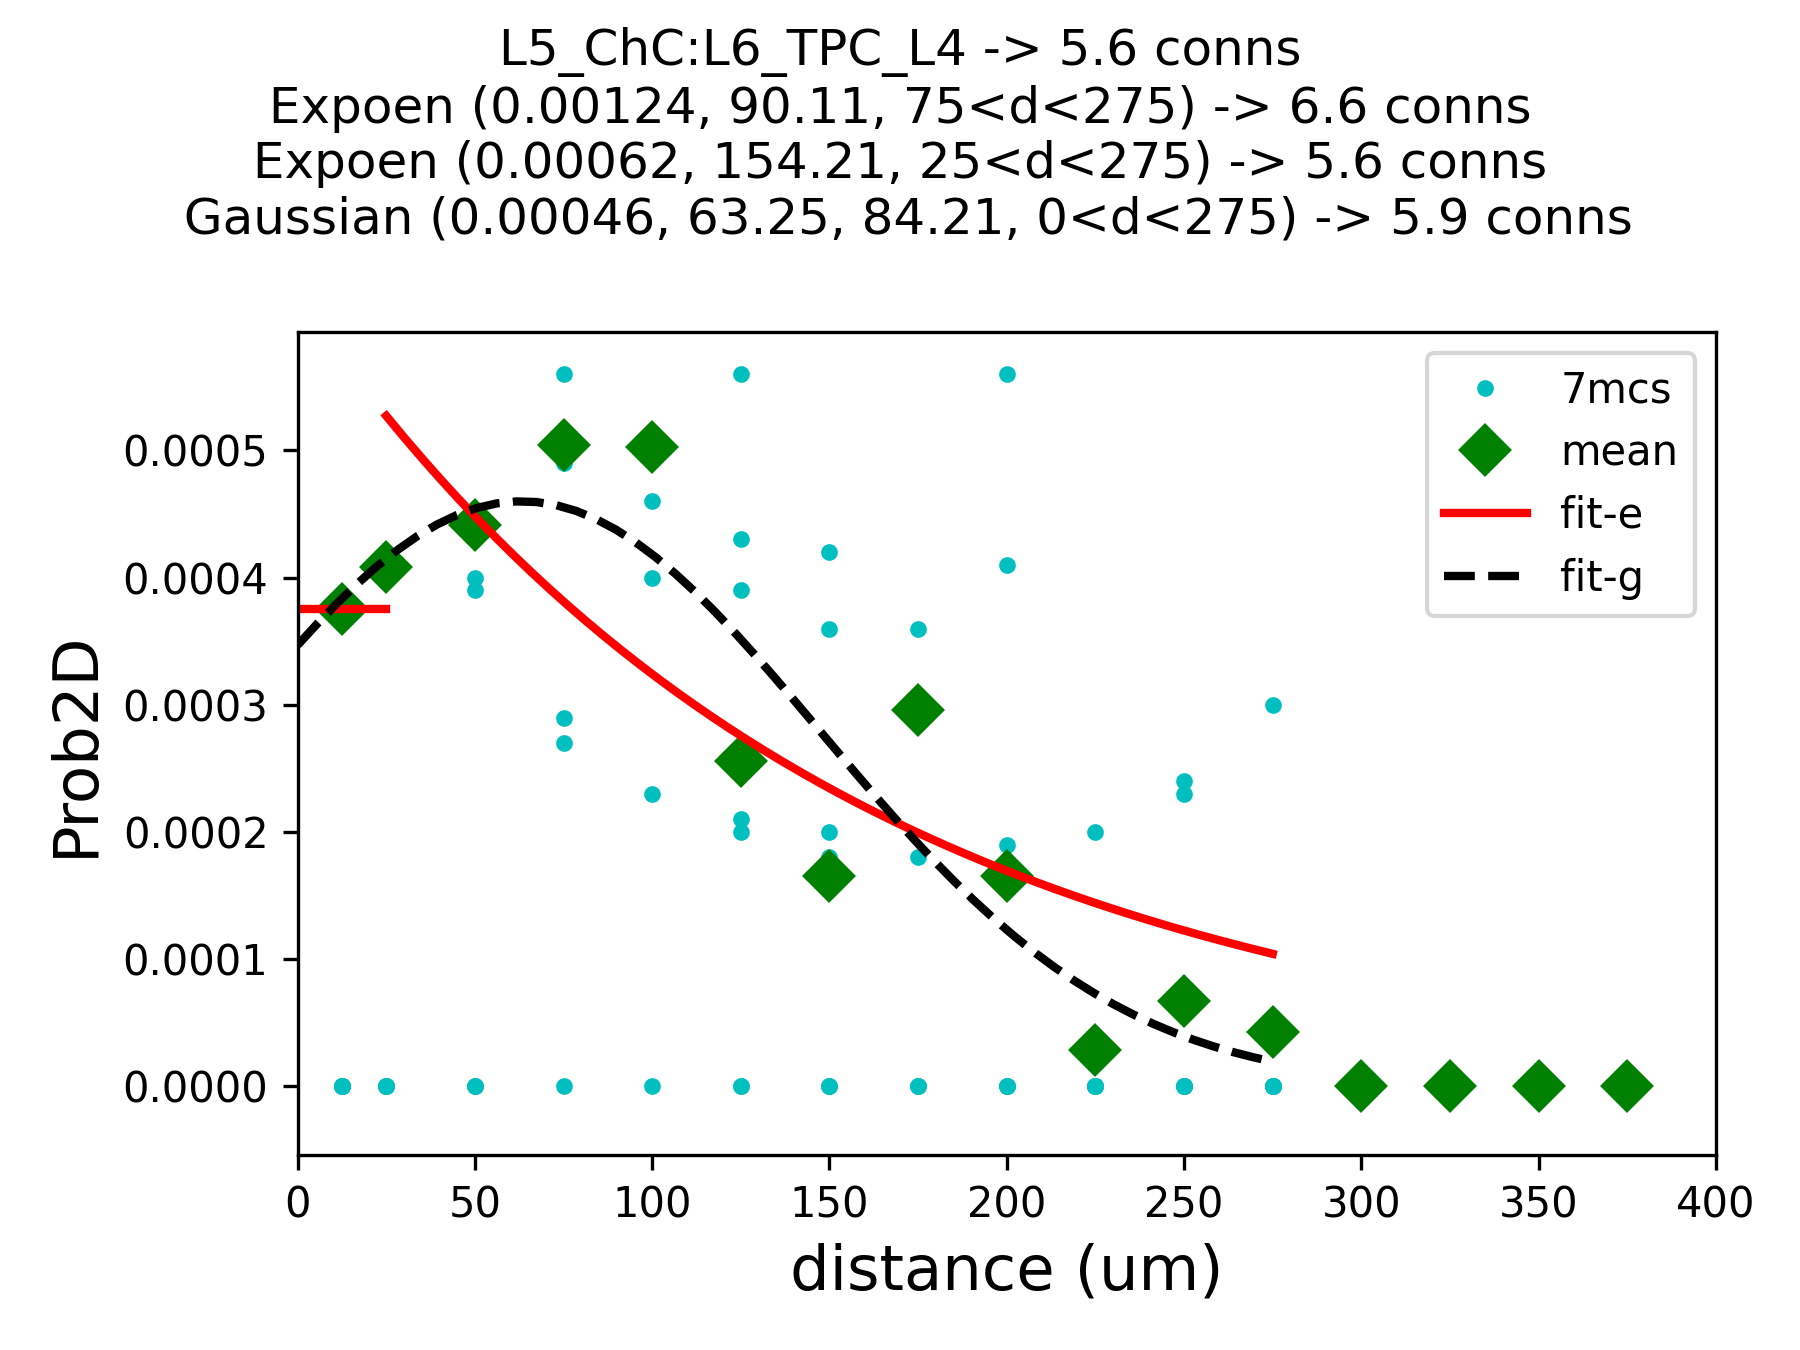 L5_ChC:L6_TPC_L4 -> 5.6 conns
Expoen (0.00124, 90.11, 75<d<275) -> 6.6 conns
Expoen (0.00062, 154.21, 25<d<275) -> 5.6 conns
Gaussian (0.00046, 63.25, 84.21, 0<d<275) -> 5.9 conns
7mcs
mean
fit-e
fit-g
Prob2D
0.0005
0.0004
0.0003
0.0002
0.0001
0.0000
0 50 100 150 200 250 300 350 400
distance (um)